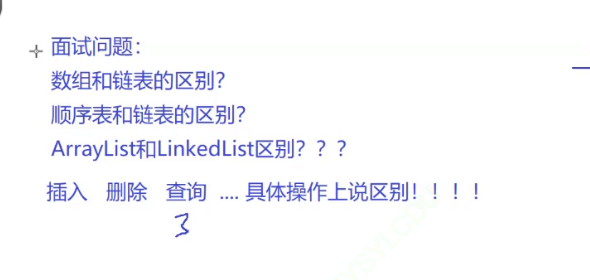 面试问题：
数组和链表的区别？
顺序表和链表的区别？
ArrayList和LinkedList区别？？？
插入 删除 查询 .... 具体操作上说区别！！！！